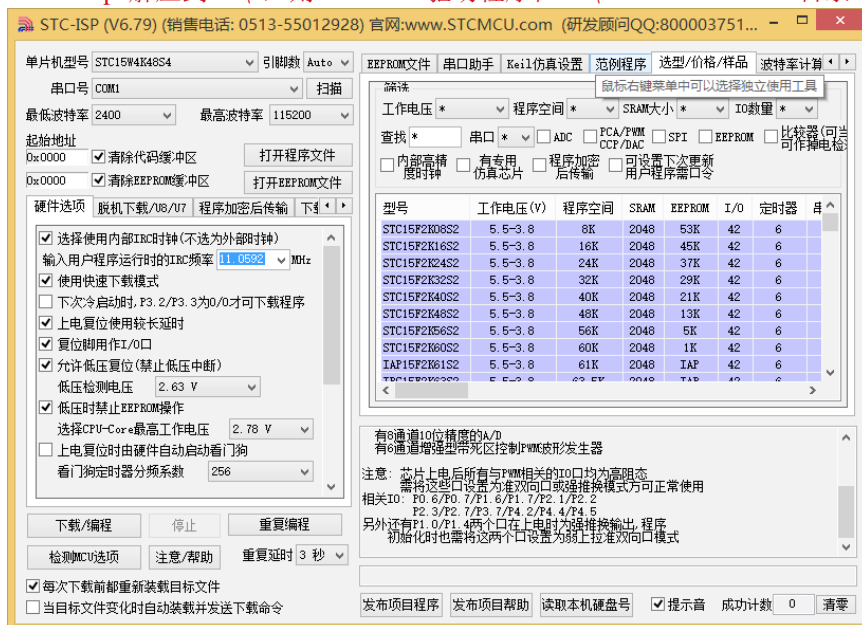 STC-ISP (V6.79) (销售电话: 0513-55012928) 官网:www.STCMCU.com (研发顾问QQ:800003751...
单片机型号 STC15W4K48S4 引脚数 Auto
串口号 COM1 扫描
最低波特率 2400 最高波特率 115200
起始地址
0x0000 清除代码缓冲区 打开程序文件
0x0000 清除EEPROM缓冲区 打开EEPROM文件
硬件选项 脱机下载/U8/U7 程序加密后传输
选择使用内部IRC时钟(不选为外部时钟)
输入用户程序运行时的IRC频率 11.0592 MHz
使用快速下载模式
下次冷启动时,P3.2/P3.3为0/0才可下载程序
上电复位使用较长延时
复位脚用作I/O口
允许低压复位(禁止低压中断)
低压检测电压 2.63 V
低压时禁止EEPROM操作
选择CPU-Core最高工作电压 2.78 V
上电复位时由硬件自动启动看门狗
看门狗定时器分频系数 256
下载/编程 停止 重复编程
检测MCU选项 注意/帮助 重复延时 3 秒
每次下载前都重新装载目标文件
当目标文件变化时自动装载并发送下载命令
EEPROM文件 串口助手 Keil仿真设置 范例程序 选型/价格/样品 波特率计算
鼠标右键菜单中可以选择独立使用工具
筛选
工作电压 * 程序空间 * SRAM大小 * IO数量 *
查找 * 串口 * ADC PCA/PWM CCP/DAC SPI EEPROM 比较器(可当 可作掉电检
内部高精度时钟 有专用仿真芯片 程序加密后传输 可设置下次更新用户程序需口令
型号 工作电压(V) 程序空间 SRAM EEPROM I/O 定时器 串
STC15F2K08S2 5.5-3.8 8K 2048 53K 42 6
STC15F2K16S2 5.5-3.8 16K 2048 45K 42 6
STC15F2K24S2 5.5-3.8 24K 2048 37K 42 6
STC15F2K32S2 5.5-3.8 32K 2048 29K 42 6
STC15F2K40S2 5.5-3.8 40K 2048 21K 42 6
STC15F2K48S2 5.5-3.8 48K 2048 13K 42 6
STC15F2K56S2 5.5-3.8 56K 2048 5K 42 6
STC15F2K60S2 5.5-3.8 60K 2048 1K 42 6
IAP15F2K61S2 5.5-3.8 61K 2048 IAP 42 6
有8通道10位精度的A/D
有6通道增强型带死区控制PWM波形发生器
注意: 芯片上电后所有与PWM相关的IO口均为高阻态
需将这些口设置为准双向口或强推挽模式方可正常使用
相关IO: P0.6/P0.7/P1.6/P1.7/P2.1/P2.2
P2.3/P2.7/P3.7/P4.2/P4.4/P4.5
另外还有P1.0/P1.4两个口在上电时为强推挽输出,程序
初始化时也需将这两个口设置为弱上拉准双向口模式
发布项目程序 发布项目帮助 读取本机硬盘号 提示音 成功计数 0 清零